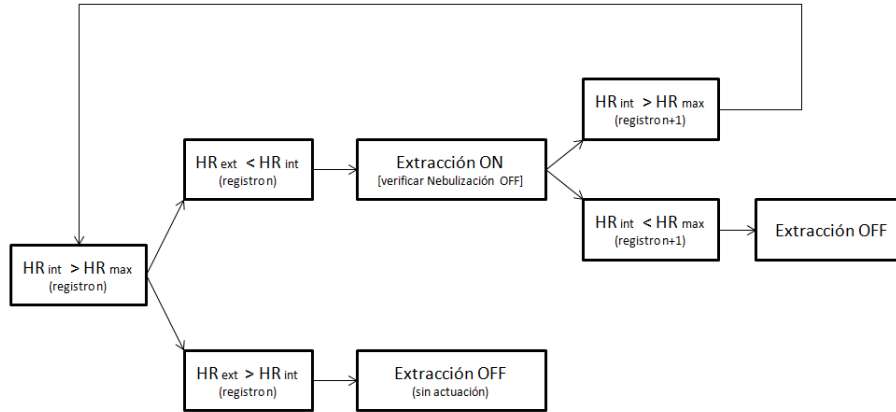 HR int > HR max
(registro n+1)
HR ext < HR int
(registro n)
Extracción ON
[verificar Nebulización OFF]
HR int < HR max
(registro n+1)
Extracción OFF
HR int > HR max
(registro n)
HR ext > HR int
(registro n)
Extracción OFF
(sin actuación)